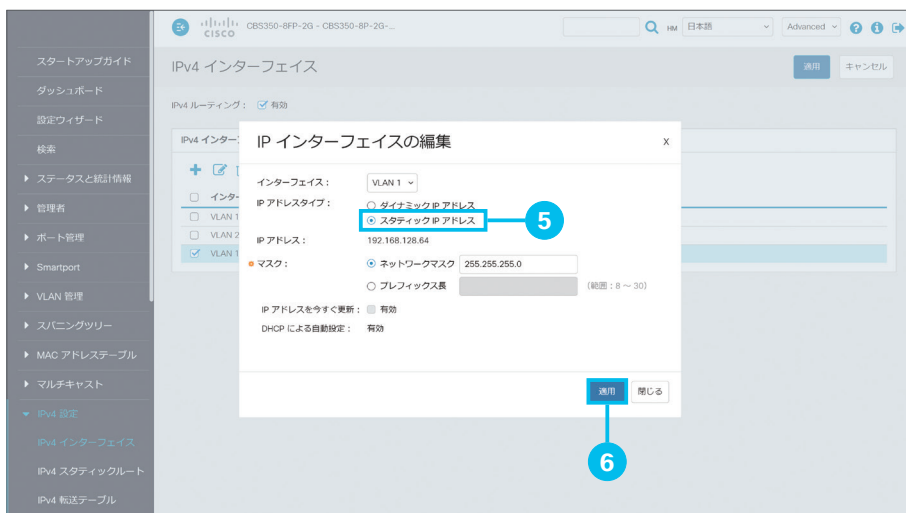 CISCO CBS350-8FP-2G - CBS350-8P-2G-... HM 日本語 Advanced
スタートアップガイド
ダッシュボード
設定ウィザード
検索
ステータスと統計情報
管理者
ポート管理
Smartport
VLAN 管理
スパニングツリー
MAC アドレステーブル
マルチキャスト
IPv4 設定
IPv4 インターフェイス
IPv4 スタティックルート
IPv4 転送テーブル
IPv4 インターフェイス 適用 キャンセル
IPv4 ルーティング： 有効
IPv4 インター
インター
VLAN 1
VLAN 2
VLAN 1
IP インターフェイスの編集 x
インターフェイス： VLAN 1
IP アドレスタイプ： ダイナミック IP アドレス
スタティック IP アドレス 5
IP アドレス： 192.168.128.64
マスク： ネットワークマスク 255.255.255.0
プレフィックス長 (範囲：8 ～ 30)
IP アドレスを今すぐ更新： 有効
DHCP による自動設定： 有効
適用 閉じる
6